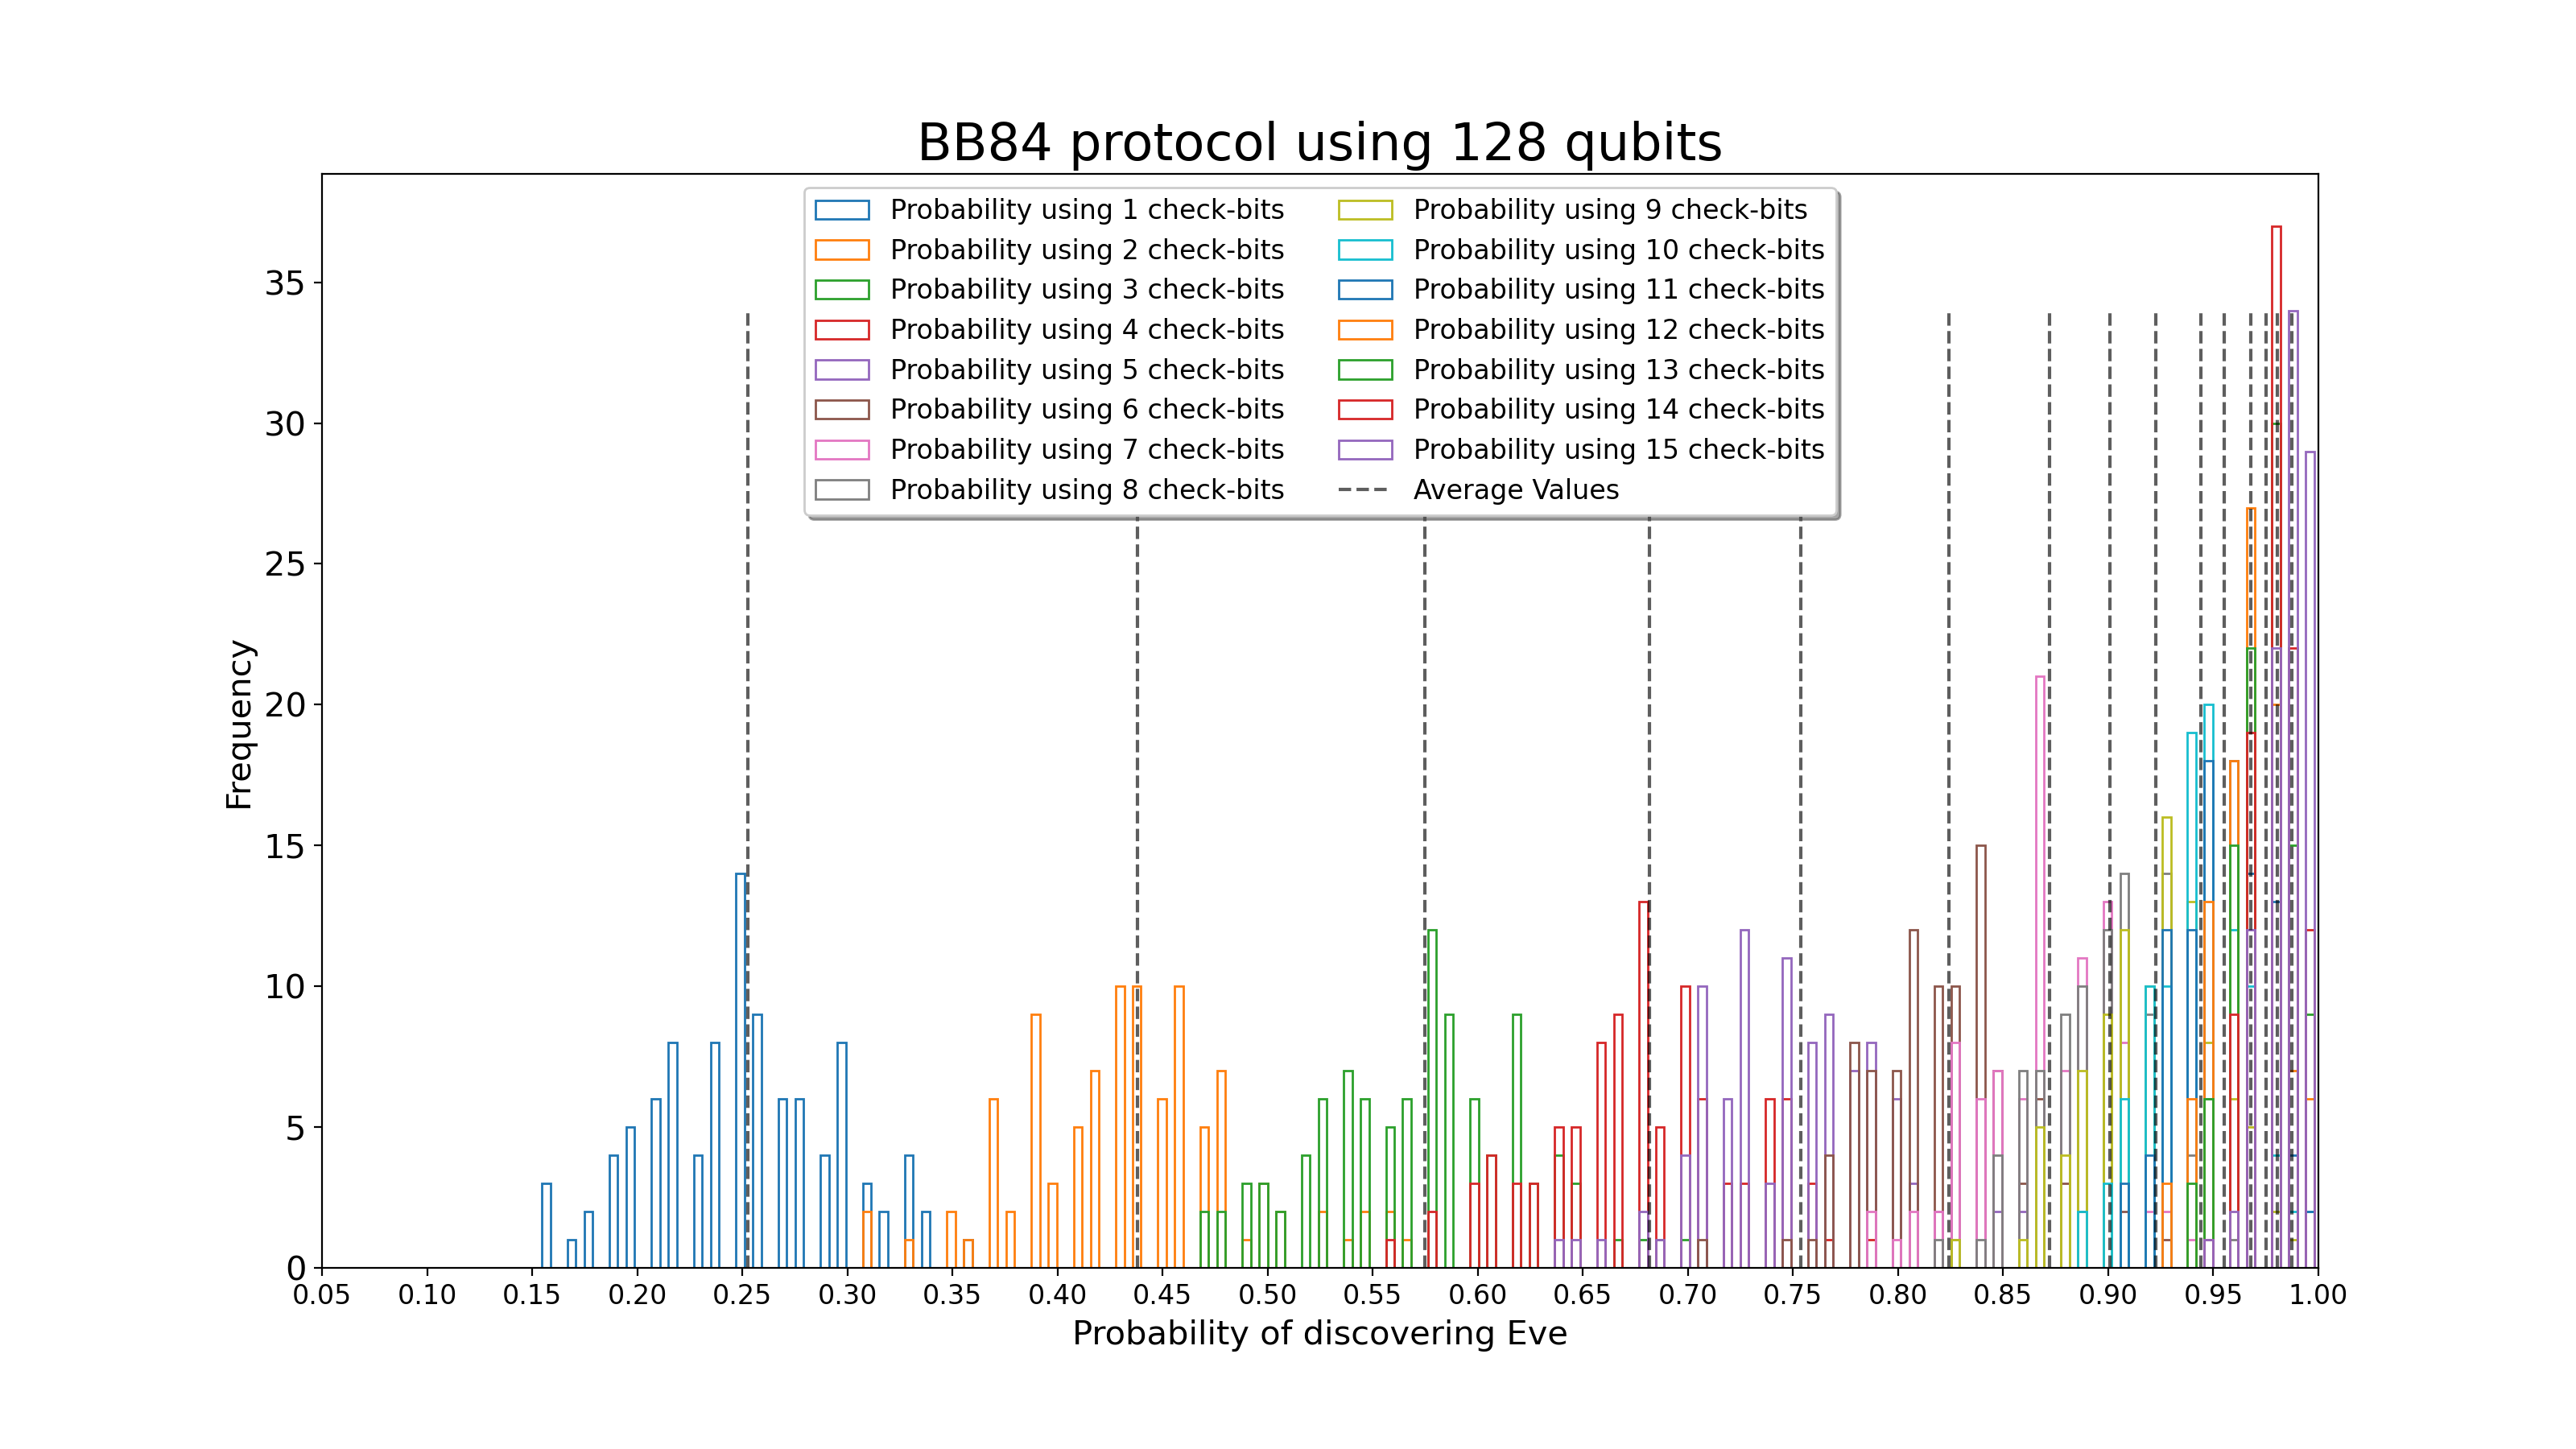 BB84 protocol using 128 qubits
Probability using 1 check-bits
Probability using 2 check-bits
Probability using 3 check-bits
Probability using 4 check-bits
Probability using 5 check-bits
Probability using 6 check-bits
Probability using 7 check-bits
Probability using 8 check-bits
Probability using 9 check-bits
Probability using 10 check-bits
Probability using 11 check-bits
Probability using 12 check-bits
Probability using 13 check-bits
Probability using 14 check-bits
Probability using 15 check-bits
Average Values
Frequency
35
30
25
20
15
10
5
0
0.05 0.10 0.15 0.20 0.25 0.30 0.35 0.40 0.45 0.50 0.55 0.60 0.65 0.70 0.75 0.80 0.85 0.90 0.95 1.00
Probability of discovering Eve